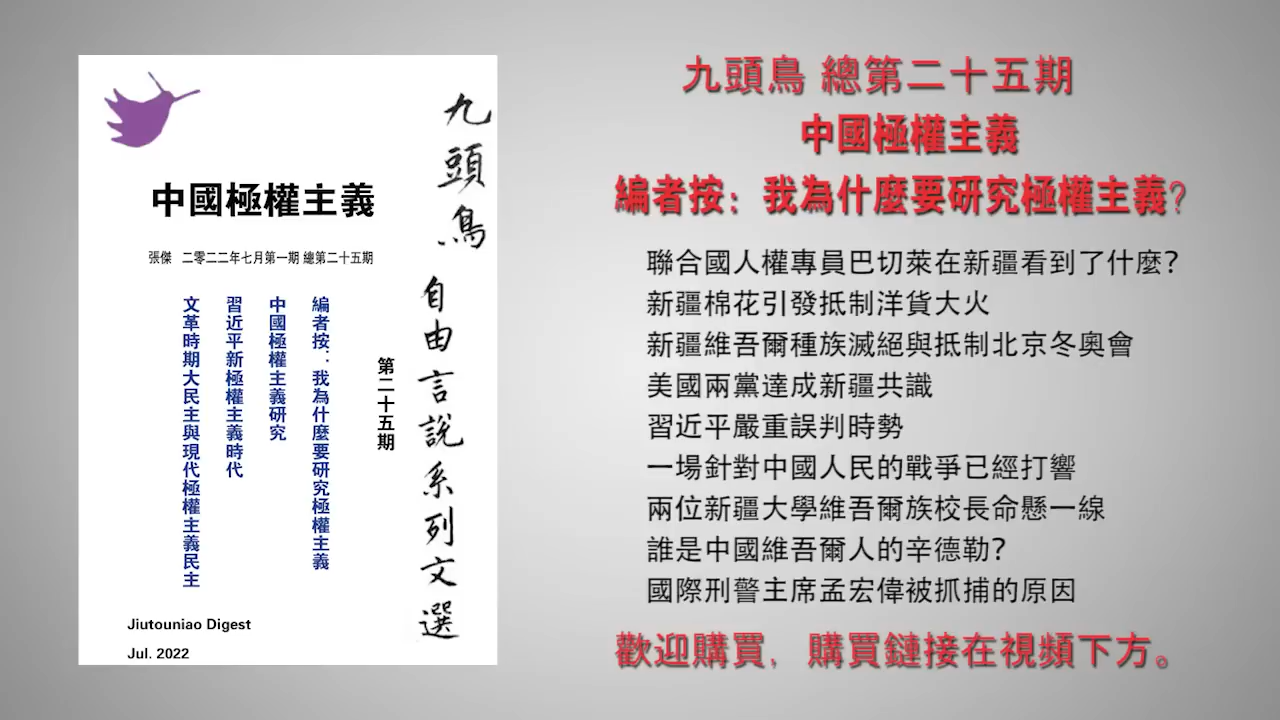 九頭鳥 自由言說系列文選
第二十五期
中國極權主義
張傑 二零二二年七月第一期 總第二十五期
編者按：我為什麼要研究極權主義
中國極權主義研究
習近平新極權主義時代
文革時期大民主與現代極權主義民主
Jiutouniao Digest
Jul. 2022
九頭鳥 總第二十五期
中國極權主義
編者按：我為什麼要研究極權主義？
聯合國人權專員巴切萊在新疆看到了什麼？
新疆棉花引發抵制洋貨大火
新疆維吾爾種族滅絕與抵制北京冬奧會
美國兩黨達成新疆共識
習近平嚴重誤判時勢
一場針對中國人民的戰爭已經打響
兩位新疆大學維吾爾族校長命懸一線
誰是中國維吾爾人的辛德勒？
國際刑警主席孟宏偉被抓捕的原因
歡迎購買，購買鏈接在視頻下方。